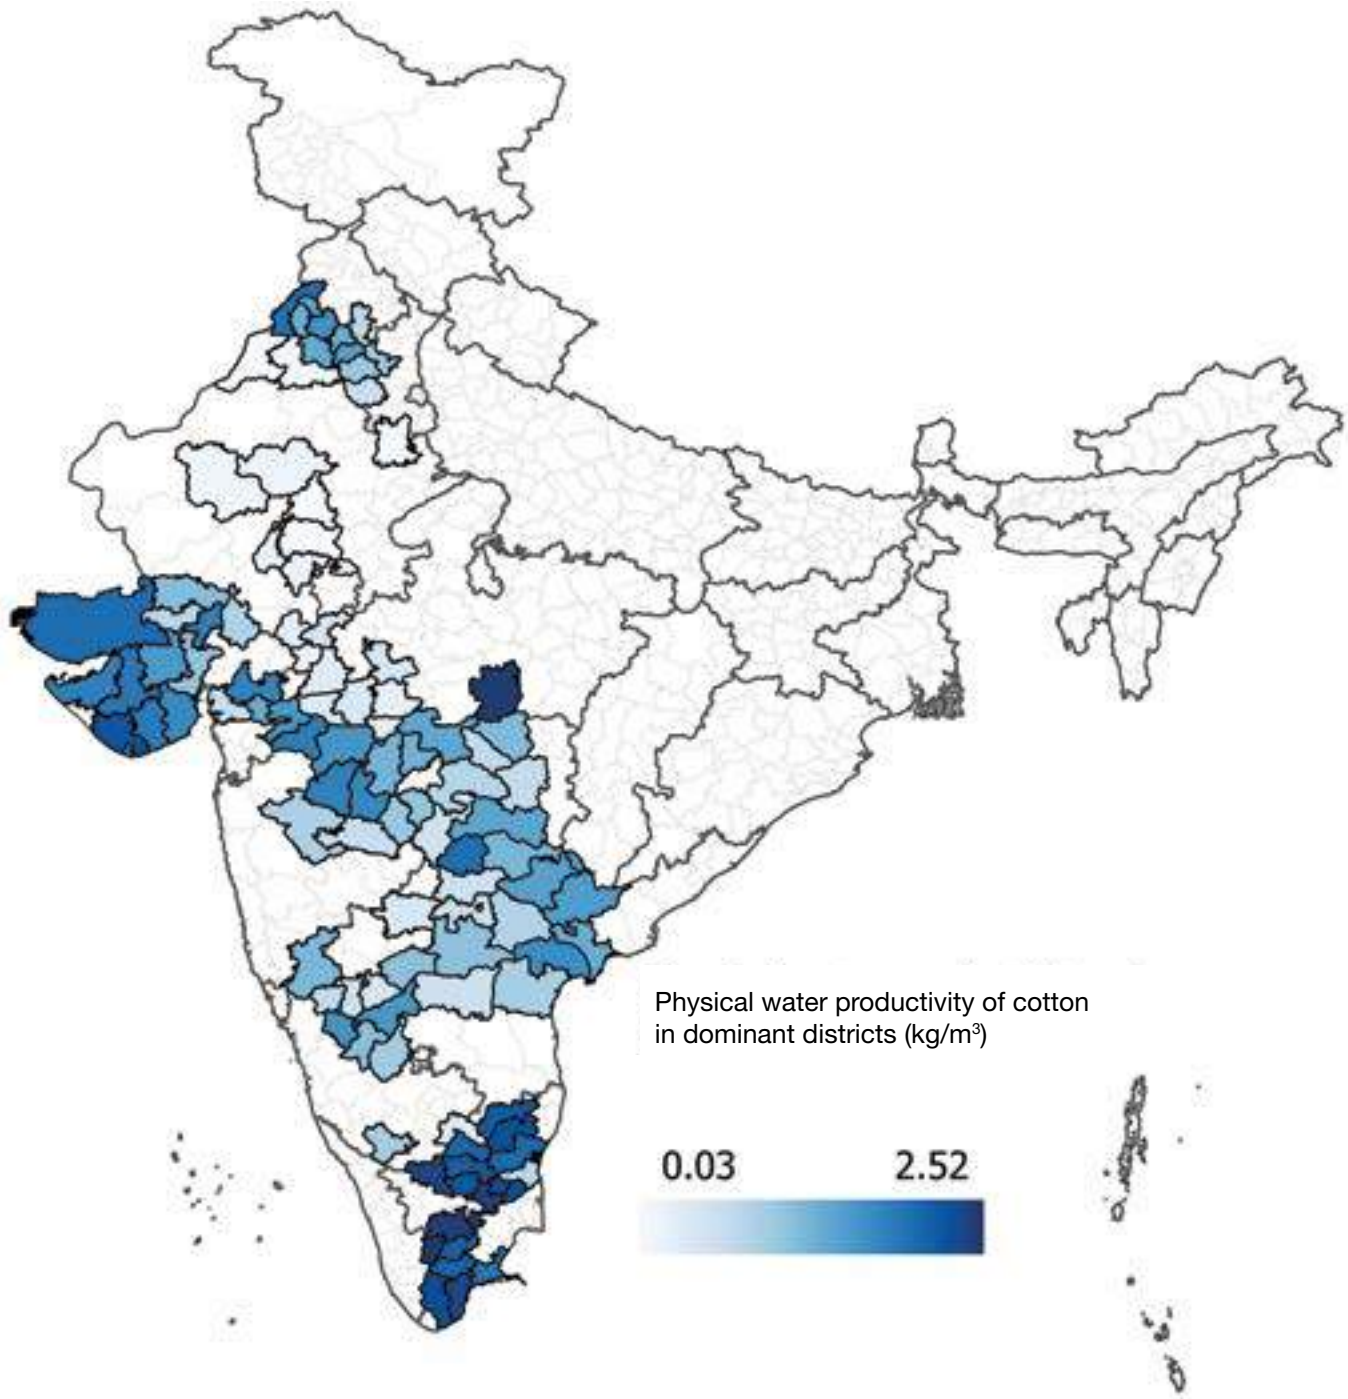 Physical water productivity of cotton
in dominant districts (kg/m³)
0.03 2.52